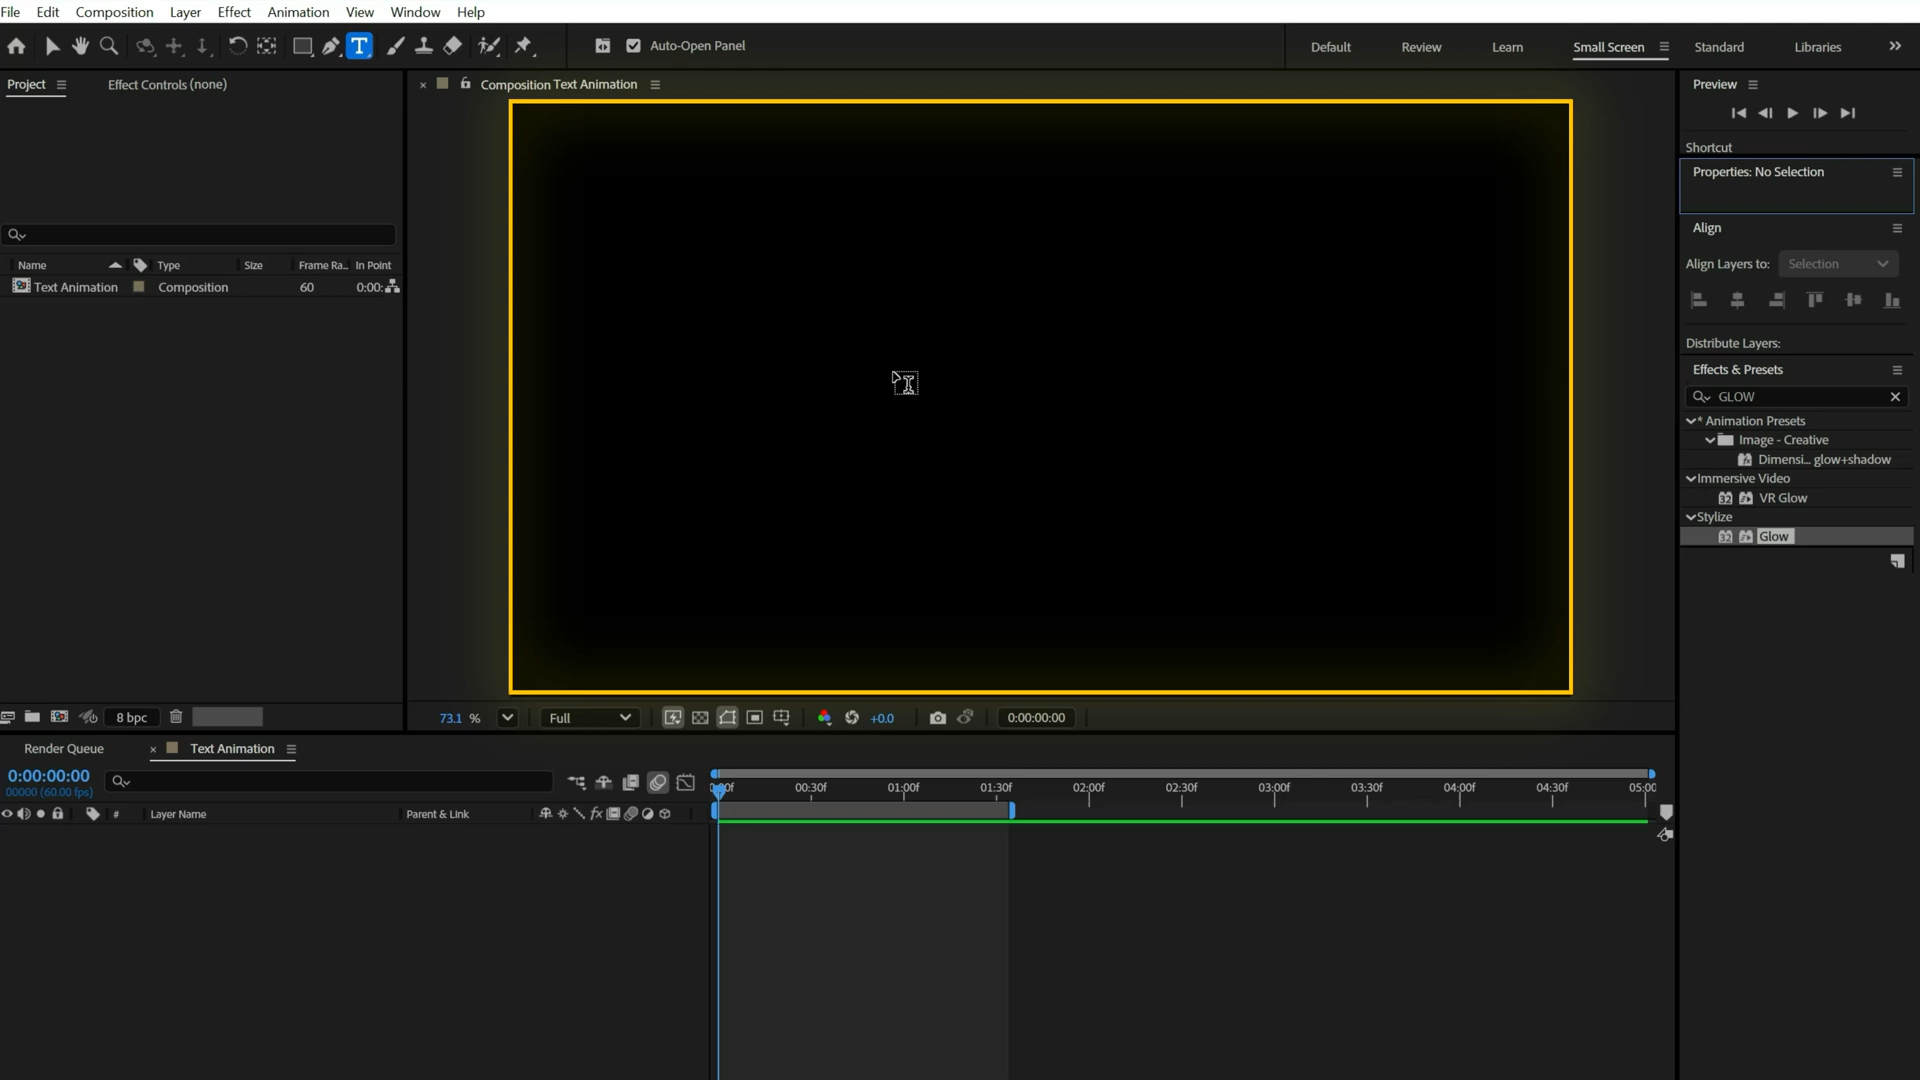 File Edit Composition Layer Effect Animation View Window Help
T Auto-Open Panel Default Review Learn Small Screen Standard Libraries
Project Effect Controls (none)
Composition Text Animation
Preview
Shortcut
Properties: No Selection
Align
Align Layers to: Selection
Distribute Layers:
Effects & Presets
GLOW
* Animation Presets
Image - Creative
Dimensi... glow+shadow
Immersive Video
32 VR Glow
Stylize
32 Glow
Name Type Size Frame Ra... In Point
Text Animation Composition 60 0:00:
8 bpc
73.1 % Full +0.0 0:00:00:00
Render Queue Text Animation
0:00:00:00
00000 (60.00 fps)
# Layer Name Parent & Link fx
00:30f 01:00f 01:30f 02:00f 02:30f 03:00f 03:30f 04:00f 04:30f 05:00